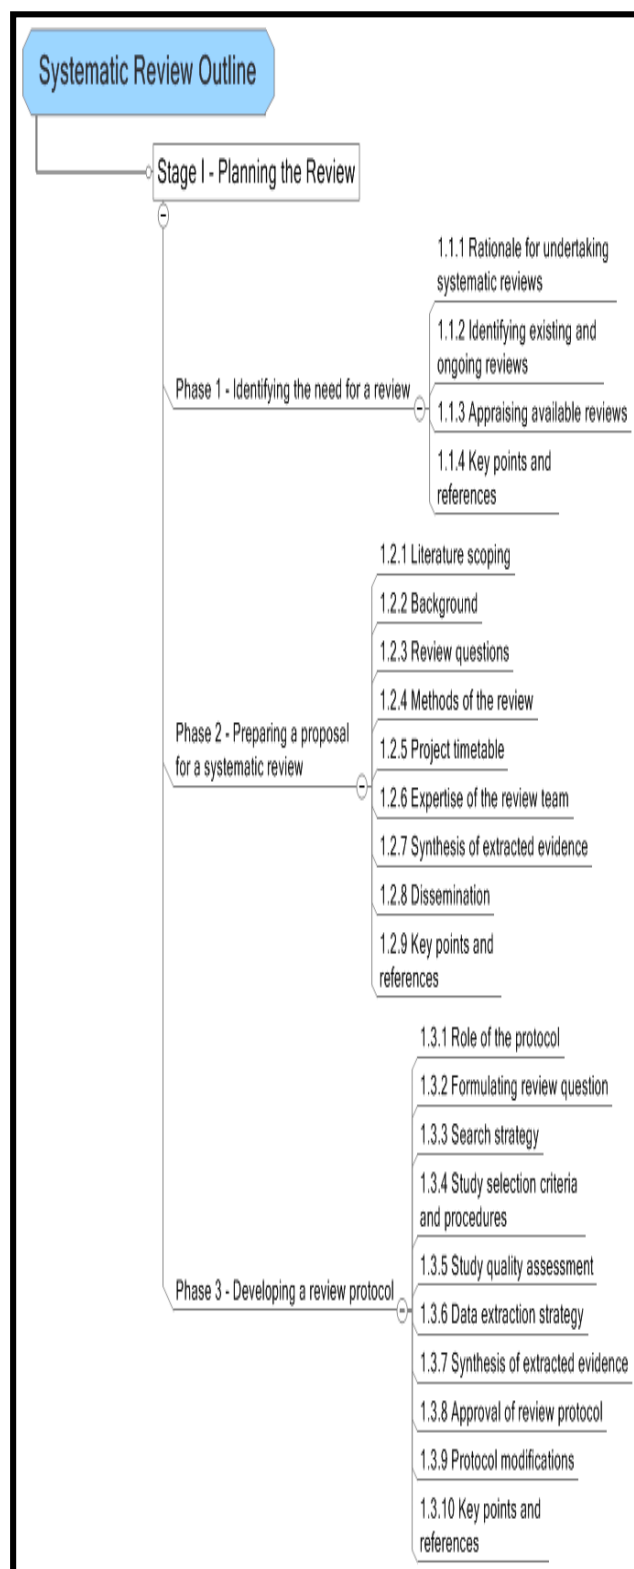 Systematic Review Outline
Stage I - Planning the Review
Phase 1 - Identifying the need for a review
1.1.1 Rationale for undertaking
systematic reviews
1.1.2 Identifying existing and
ongoing reviews
1.1.3 Appraising available reviews
1.1.4 Key points and
references
Phase 2 - Preparing a proposal
for a systematic review
1.2.1 Literature scoping
1.2.2 Background
1.2.3 Review questions
1.2.4 Methods of the review
1.2.5 Project timetable
1.2.6 Expertise of the review team
1.2.7 Synthesis of extracted evidence
1.2.8 Dissemination
1.2.9 Key points and
references
Phase 3 - Developing a review protocol
1.3.1 Role of the protocol
1.3.2 Formulating review question
1.3.3 Search strategy
1.3.4 Study selection criteria
and procedures
1.3.5 Study quality assessment
1.3.6 Data extraction strategy
1.3.7 Synthesis of extracted evidence
1.3.8 Approval of review protocol
1.3.9 Protocol modifications
1.3.10 Key points and
references